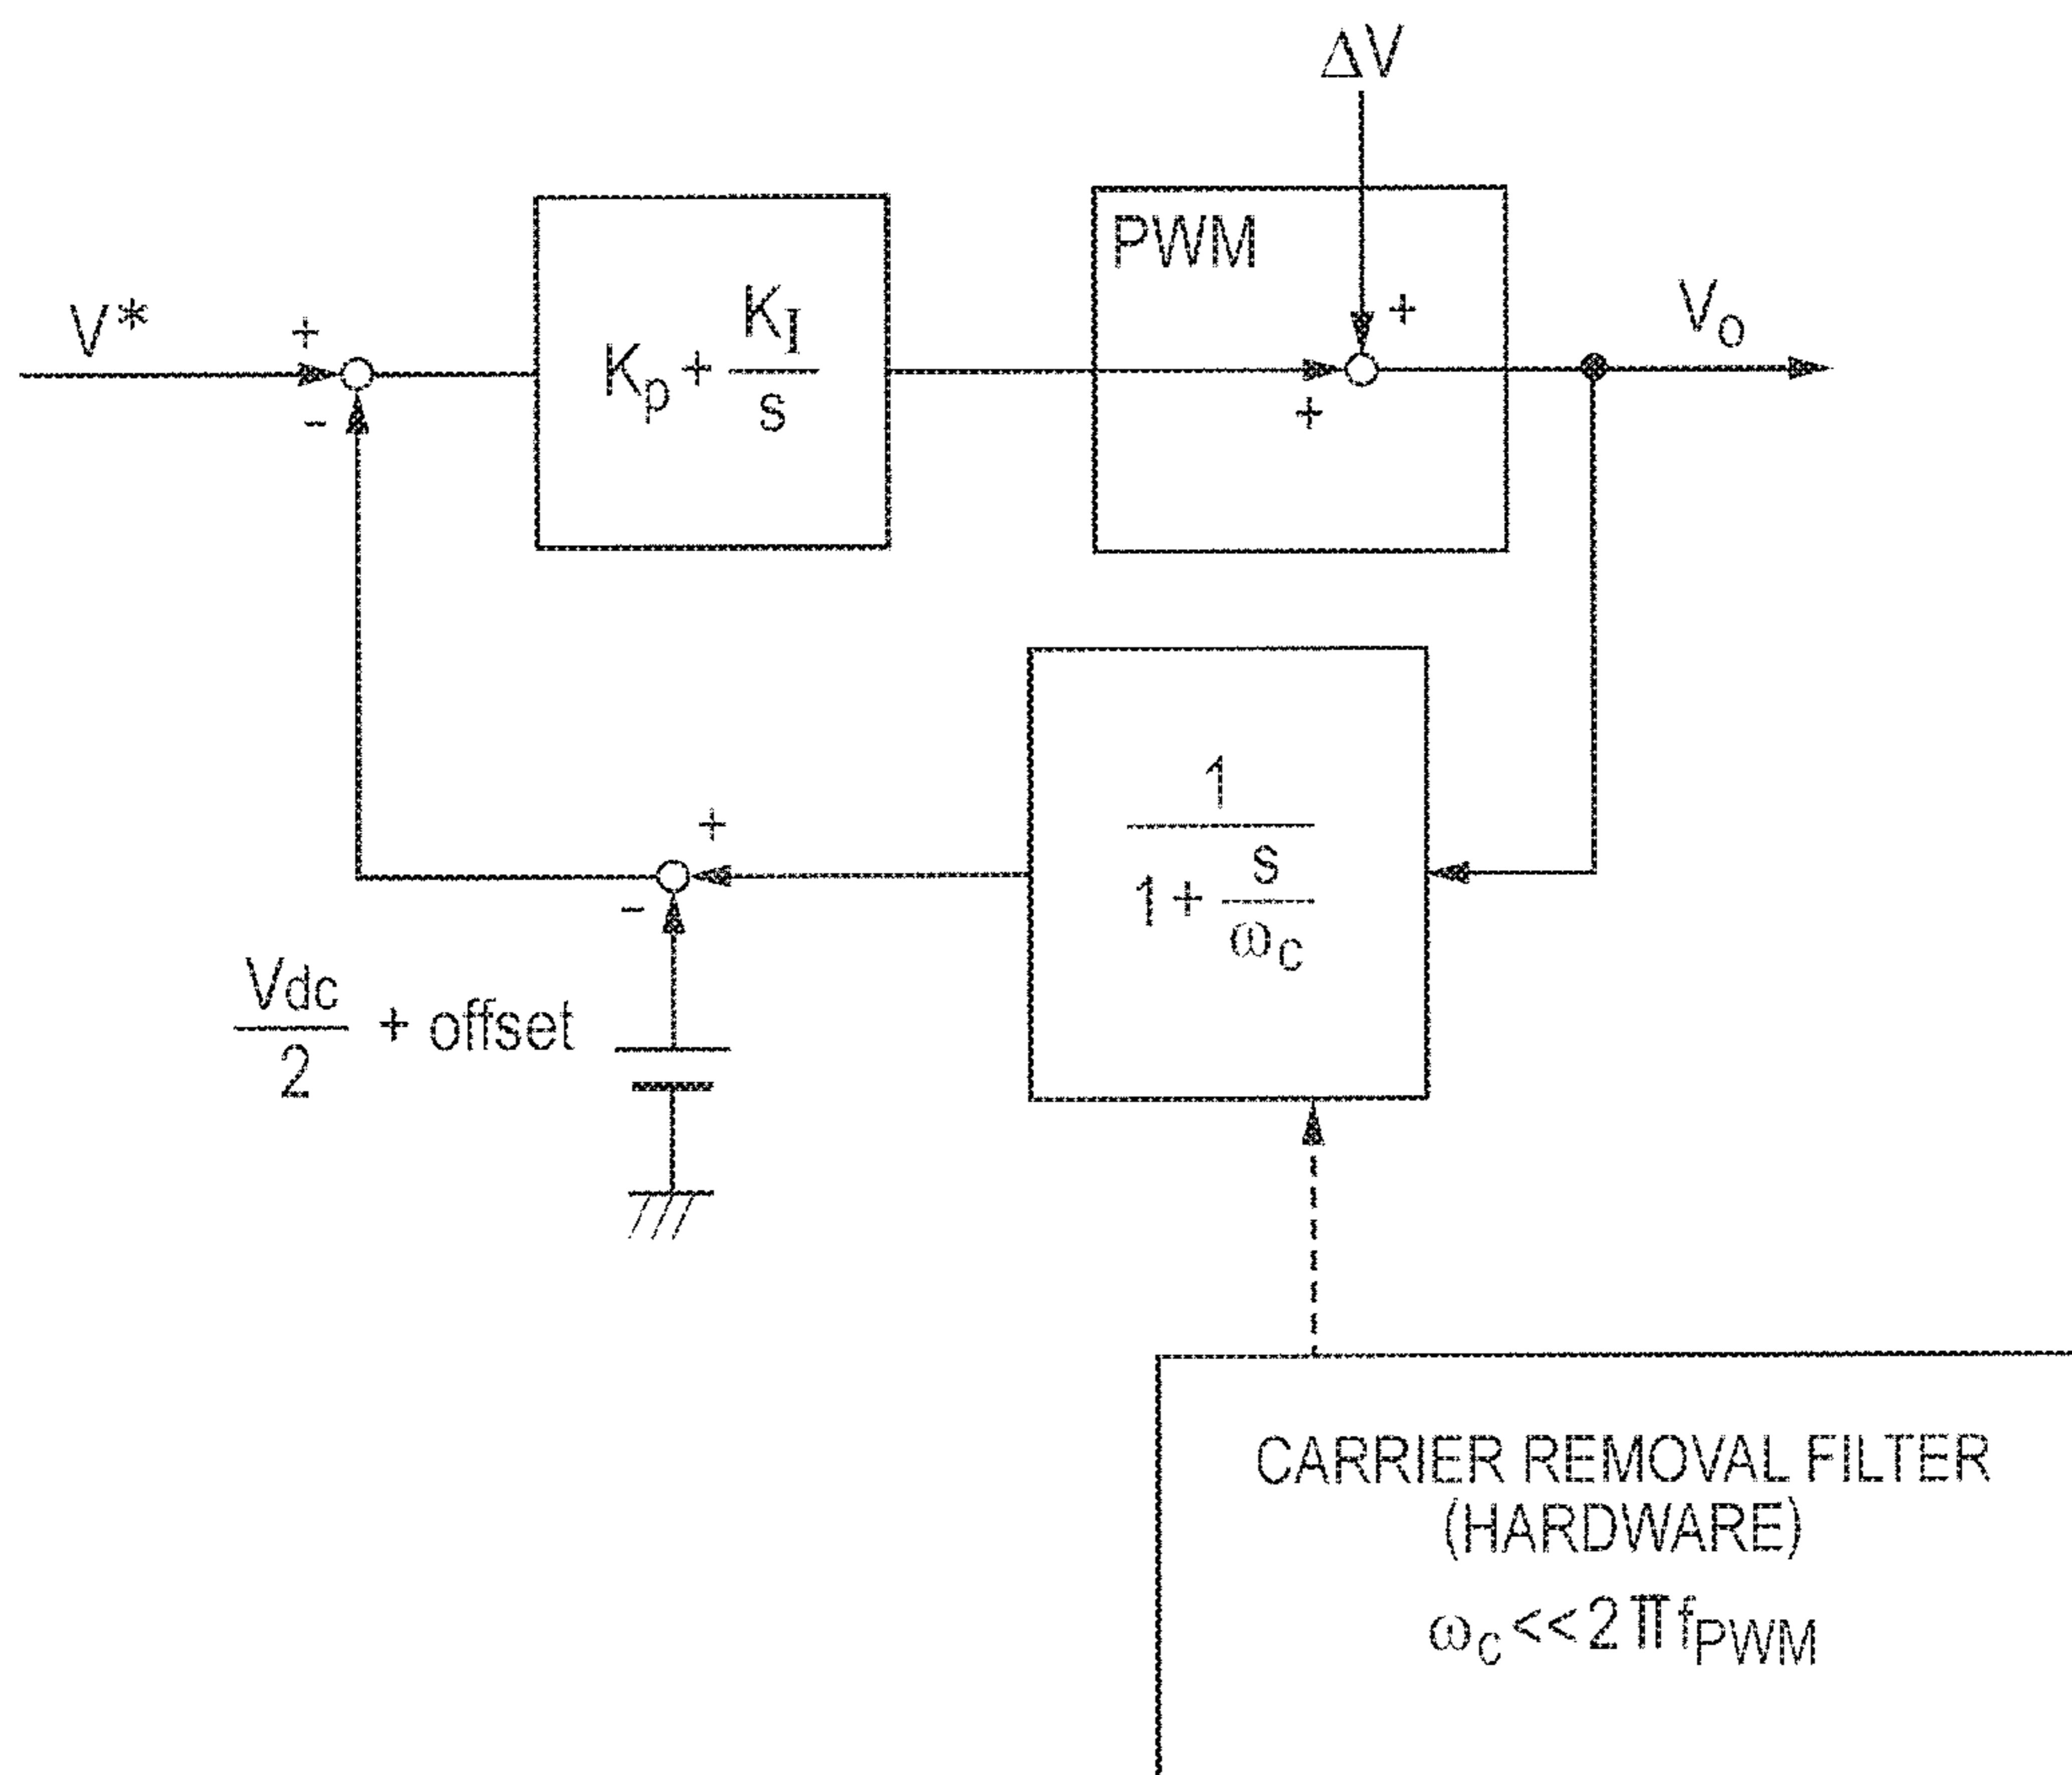 ΔV
PWM
V*
+
-
Kp + KI/s
+
+
Vo
1/(1 + s/ωc)
+
-
Vdc/2 + offset
CARRIER REMOVAL FILTER
(HARDWARE)
ωc<<2πfPWM